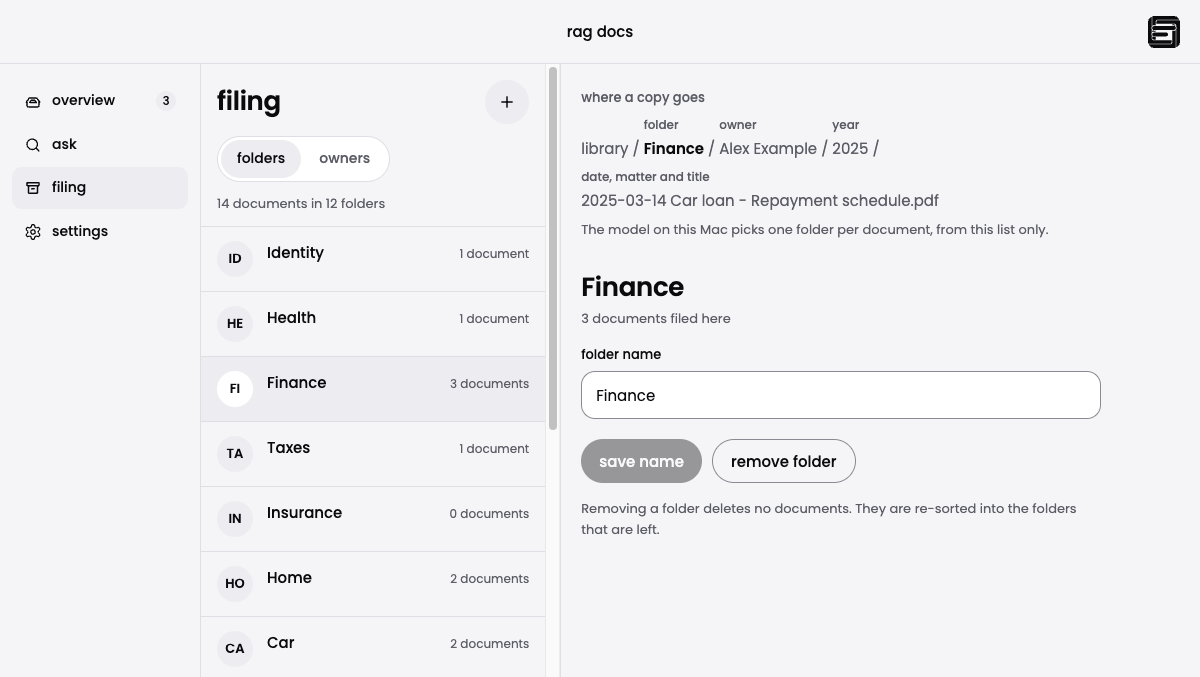 rag docs
overview 3
ask
filing
settings
filing
+
folders owners
14 documents in 12 folders
ID Identity 1 document
HE Health 1 document
FI Finance 3 documents
TA Taxes 1 document
IN Insurance 0 documents
HO Home 2 documents
CA Car 2 documents
where a copy goes
folder owner year
library / Finance / Alex Example / 2025 /
date, matter and title
2025-03-14 Car loan - Repayment schedule.pdf
The model on this Mac picks one folder per document, from this list only.
Finance
3 documents filed here
folder name
Finance
save name remove folder
Removing a folder deletes no documents. They are re-sorted into the folders
that are left.